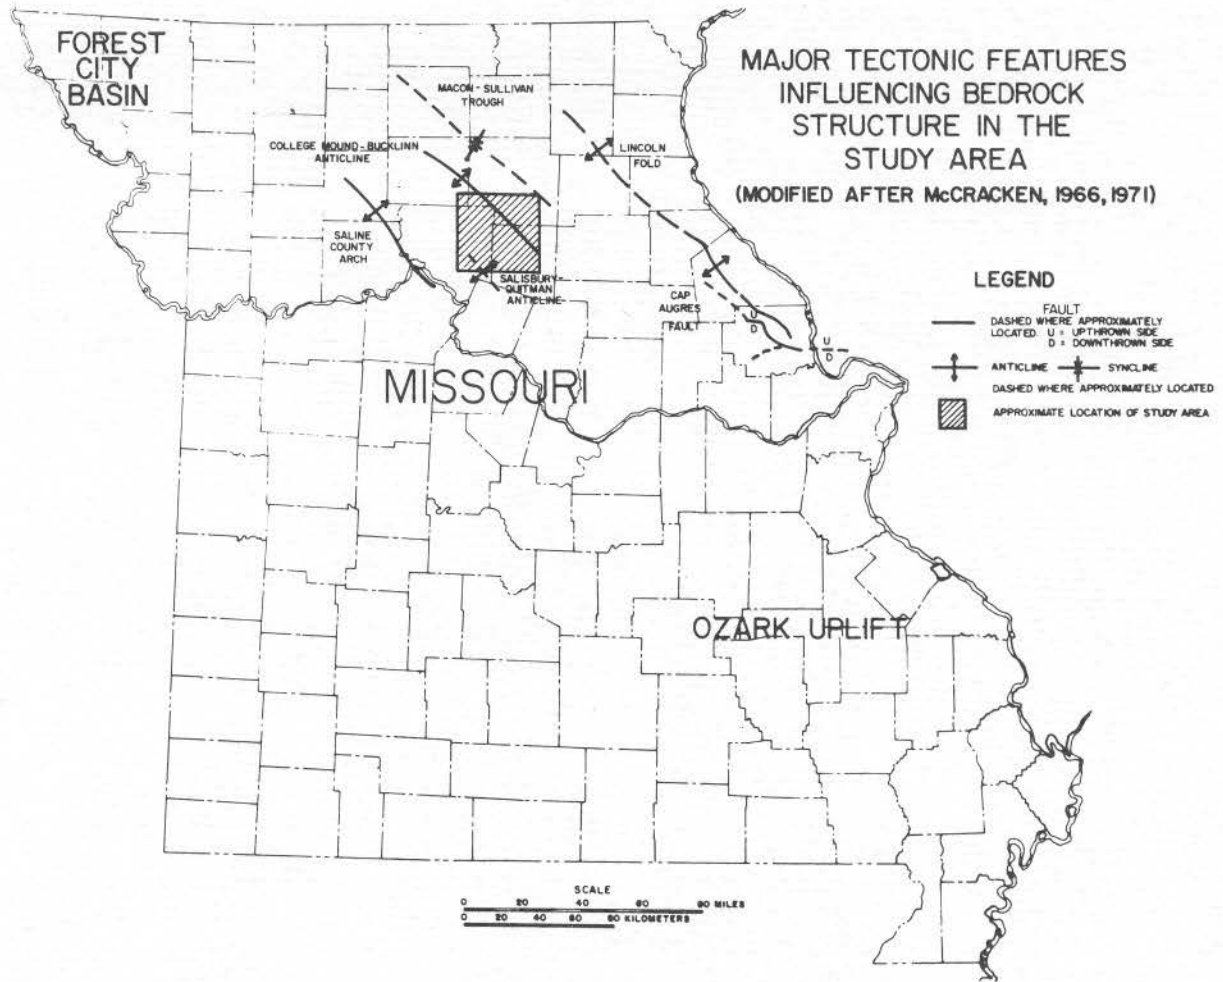 FOREST
CITY
BASIN
MAJOR TECTONIC FEATURES
INFLUENCING BEDROCK
STRUCTURE IN THE
STUDY AREA
(MODIFIED AFTER McCRACKEN, 1966, 1971)
MACON-SULLIVAN
TROUGH
COLLEGE MOUND-BUCKLINN
ANTICLINE
LINCOLN
FOLD
SALINE
COUNTY
ARCH
SALISBURY-
QUITMAN
ANTICLINE
CAP
AUGRES
FAULT
U
D
U
D
LEGEND
FAULT
DASHED WHERE APPROXIMATELY
LOCATED. U = UPTHROWN SIDE
D = DOWNTHROWN SIDE
ANTICLINE
SYNCLINE
DASHED WHERE APPROXIMATELY LOCATED
APPROXIMATE LOCATION OF STUDY AREA
MISSOURI
OZARK UPLIFT
SCALE
0 20 40 60 80 MILES
0 20 40 60 80 KILOMETERS